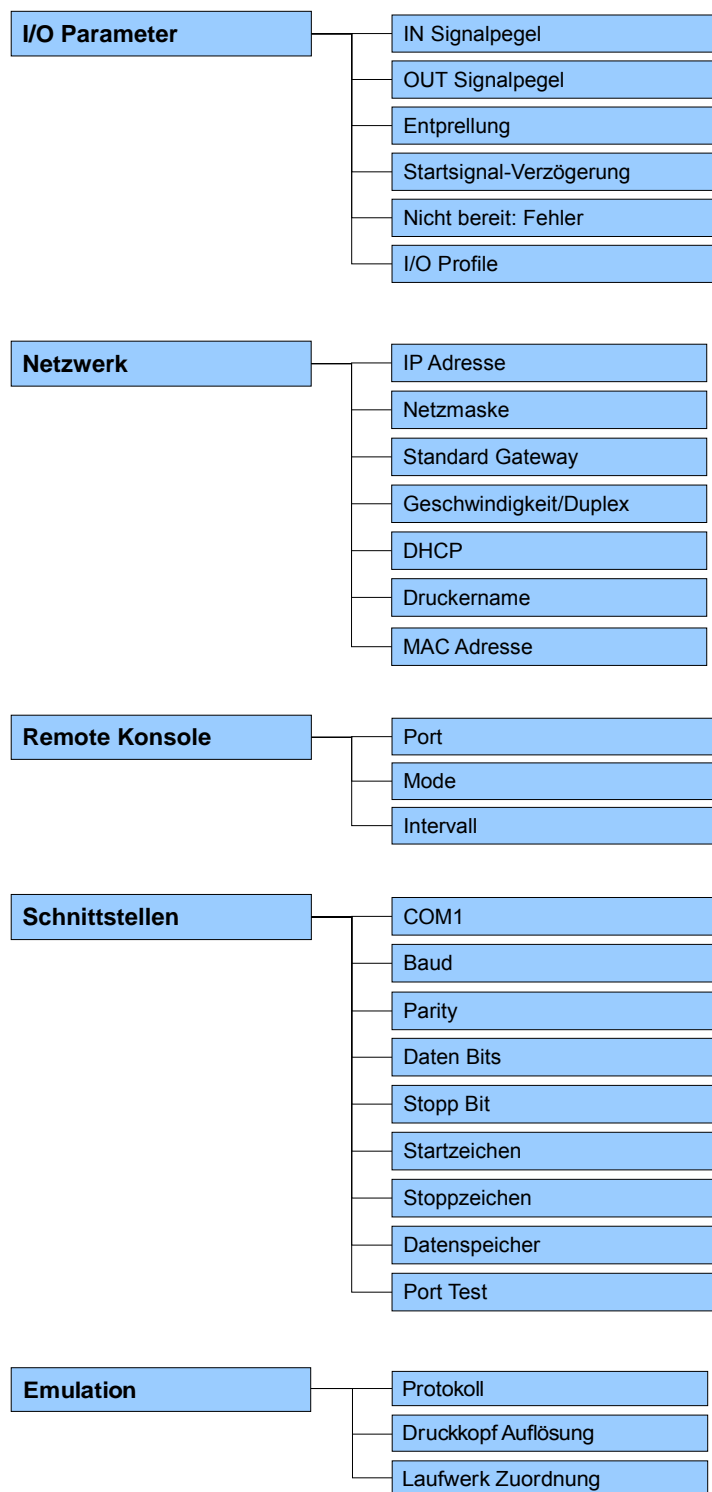 I/O Parameter
IN Signalpegel
OUT Signalpegel
Entprellung
Startsignal-Verzögerung
Nicht bereit: Fehler
I/O Profile
Netzwerk
IP Adresse
Netzmaske
Standard Gateway
Geschwindigkeit/Duplex
DHCP
Druckername
MAC Adresse
Remote Konsole
Port
Mode
Intervall
Schnittstellen
COM1
Baud
Parity
Daten Bits
Stopp Bit
Startzeichen
Stoppzeichen
Datenspeicher
Port Test
Emulation
Protokoll
Druckkopf Auflösung
Laufwerk Zuordnung